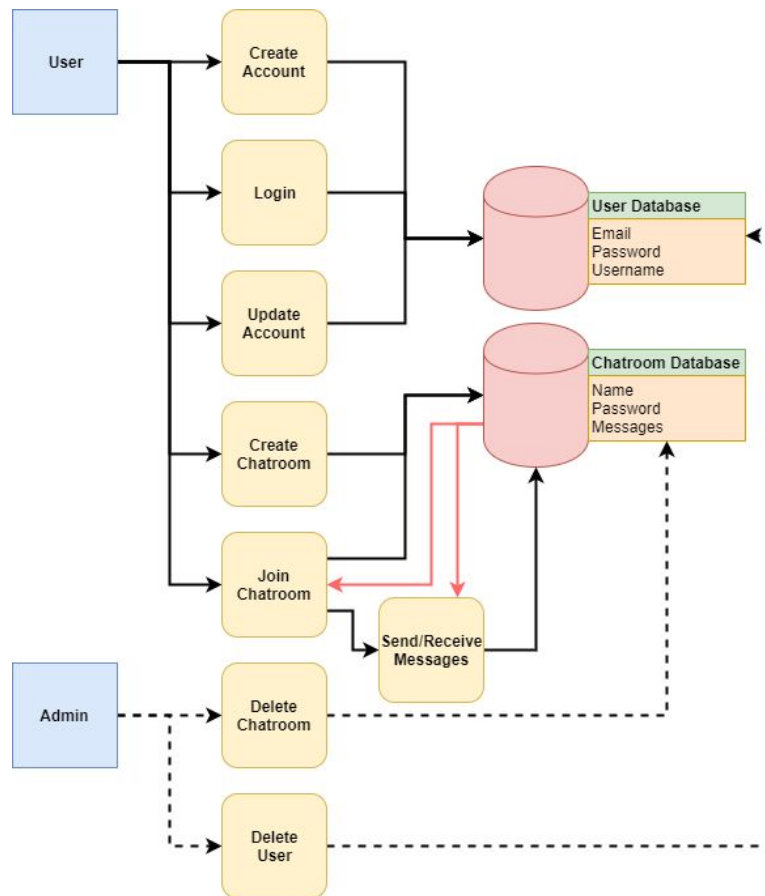 User
Create
Account
Login
User Database
Email
Password
Username
Update
Account
Chatroom Database
Name
Password
Messages
Create
Chatroom
Join
Chatroom
Send/Receive
Messages
Admin
Delete
Chatroom
Delete
User